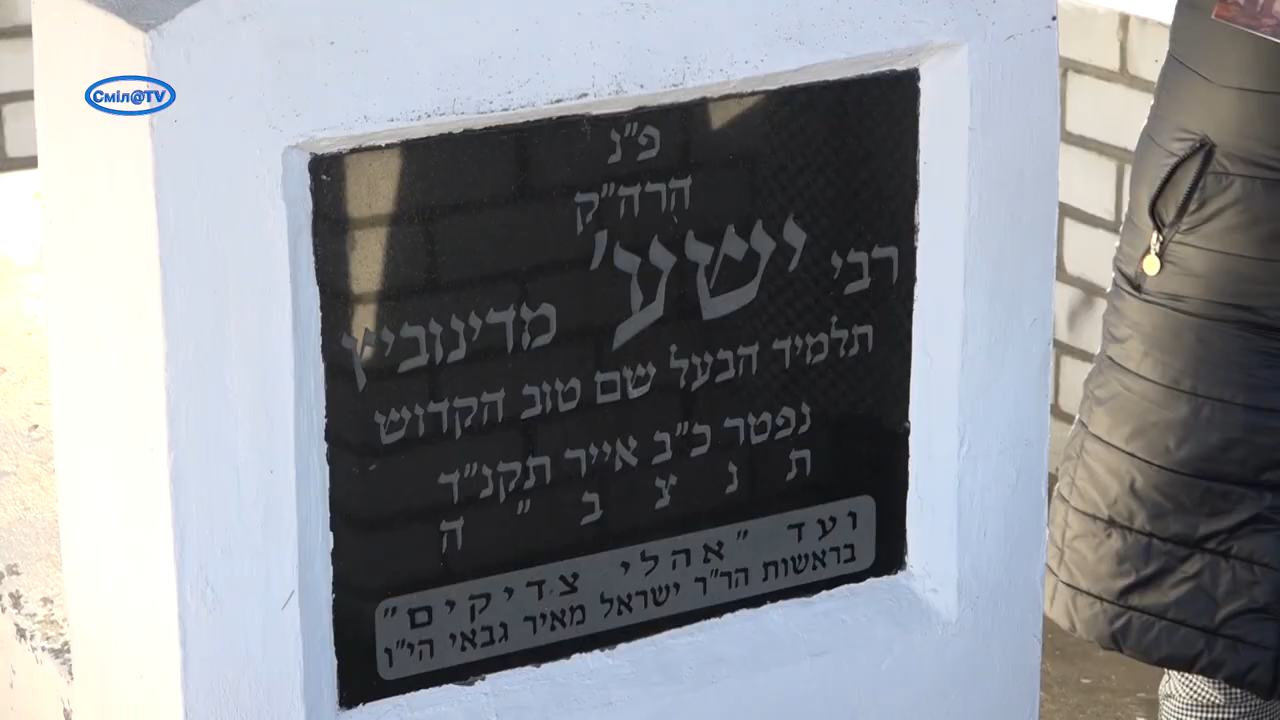 Сміл@TV
פ"נ
הרה"ק
רבי ישע' מדינוביץ
תלמיד הבעל שם טוב הקדוש
נפטר כ"ב אייר תקנ"ד
ת נ צ ב " ה
ועד "אהלי צדיקים"
בראשות הר"ר ישראל מאיר גבאי הי"ו